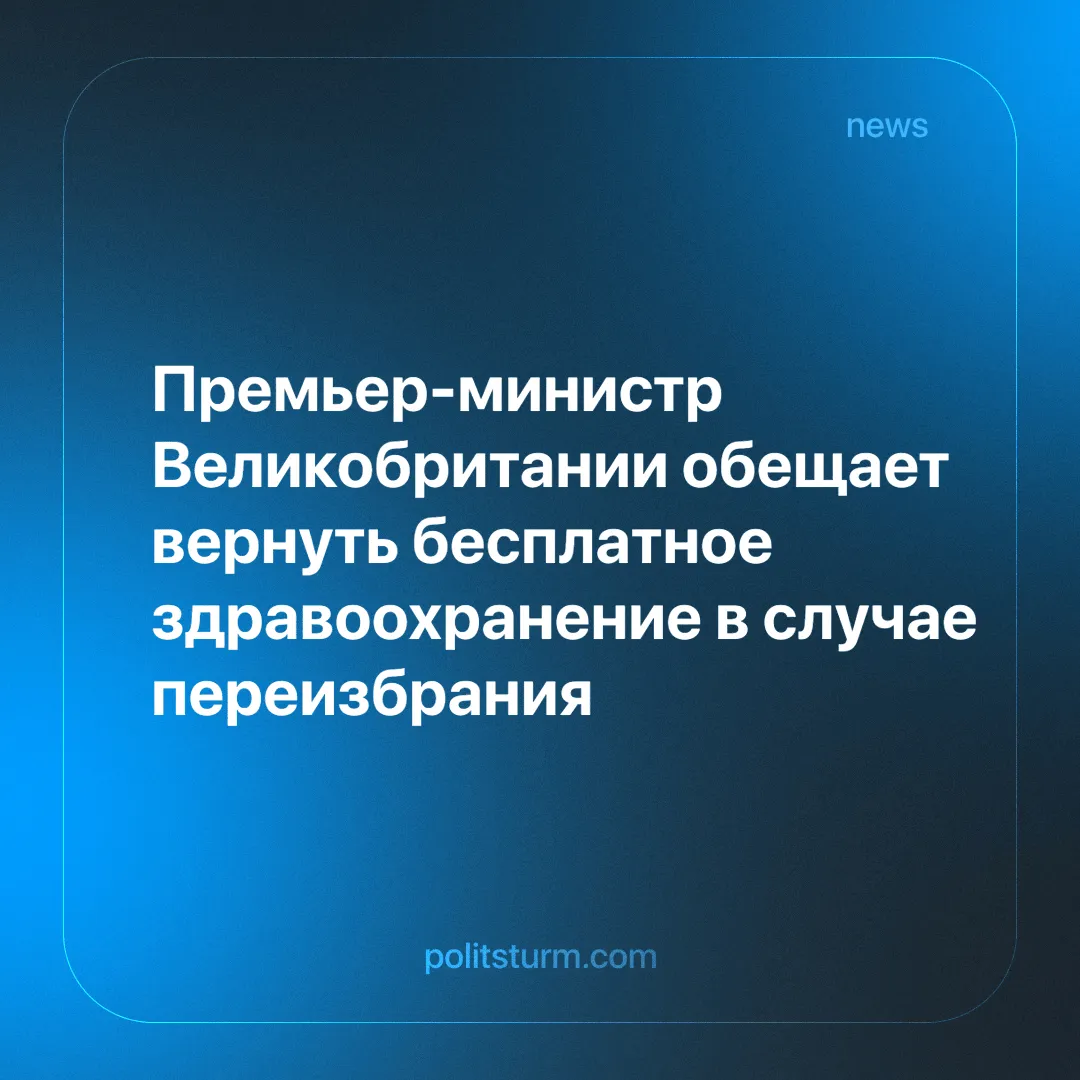 news
Премьер-министр
Великобритании обещает
вернуть бесплатное
здравоохранение в случае
переизбрания
politsturm.com